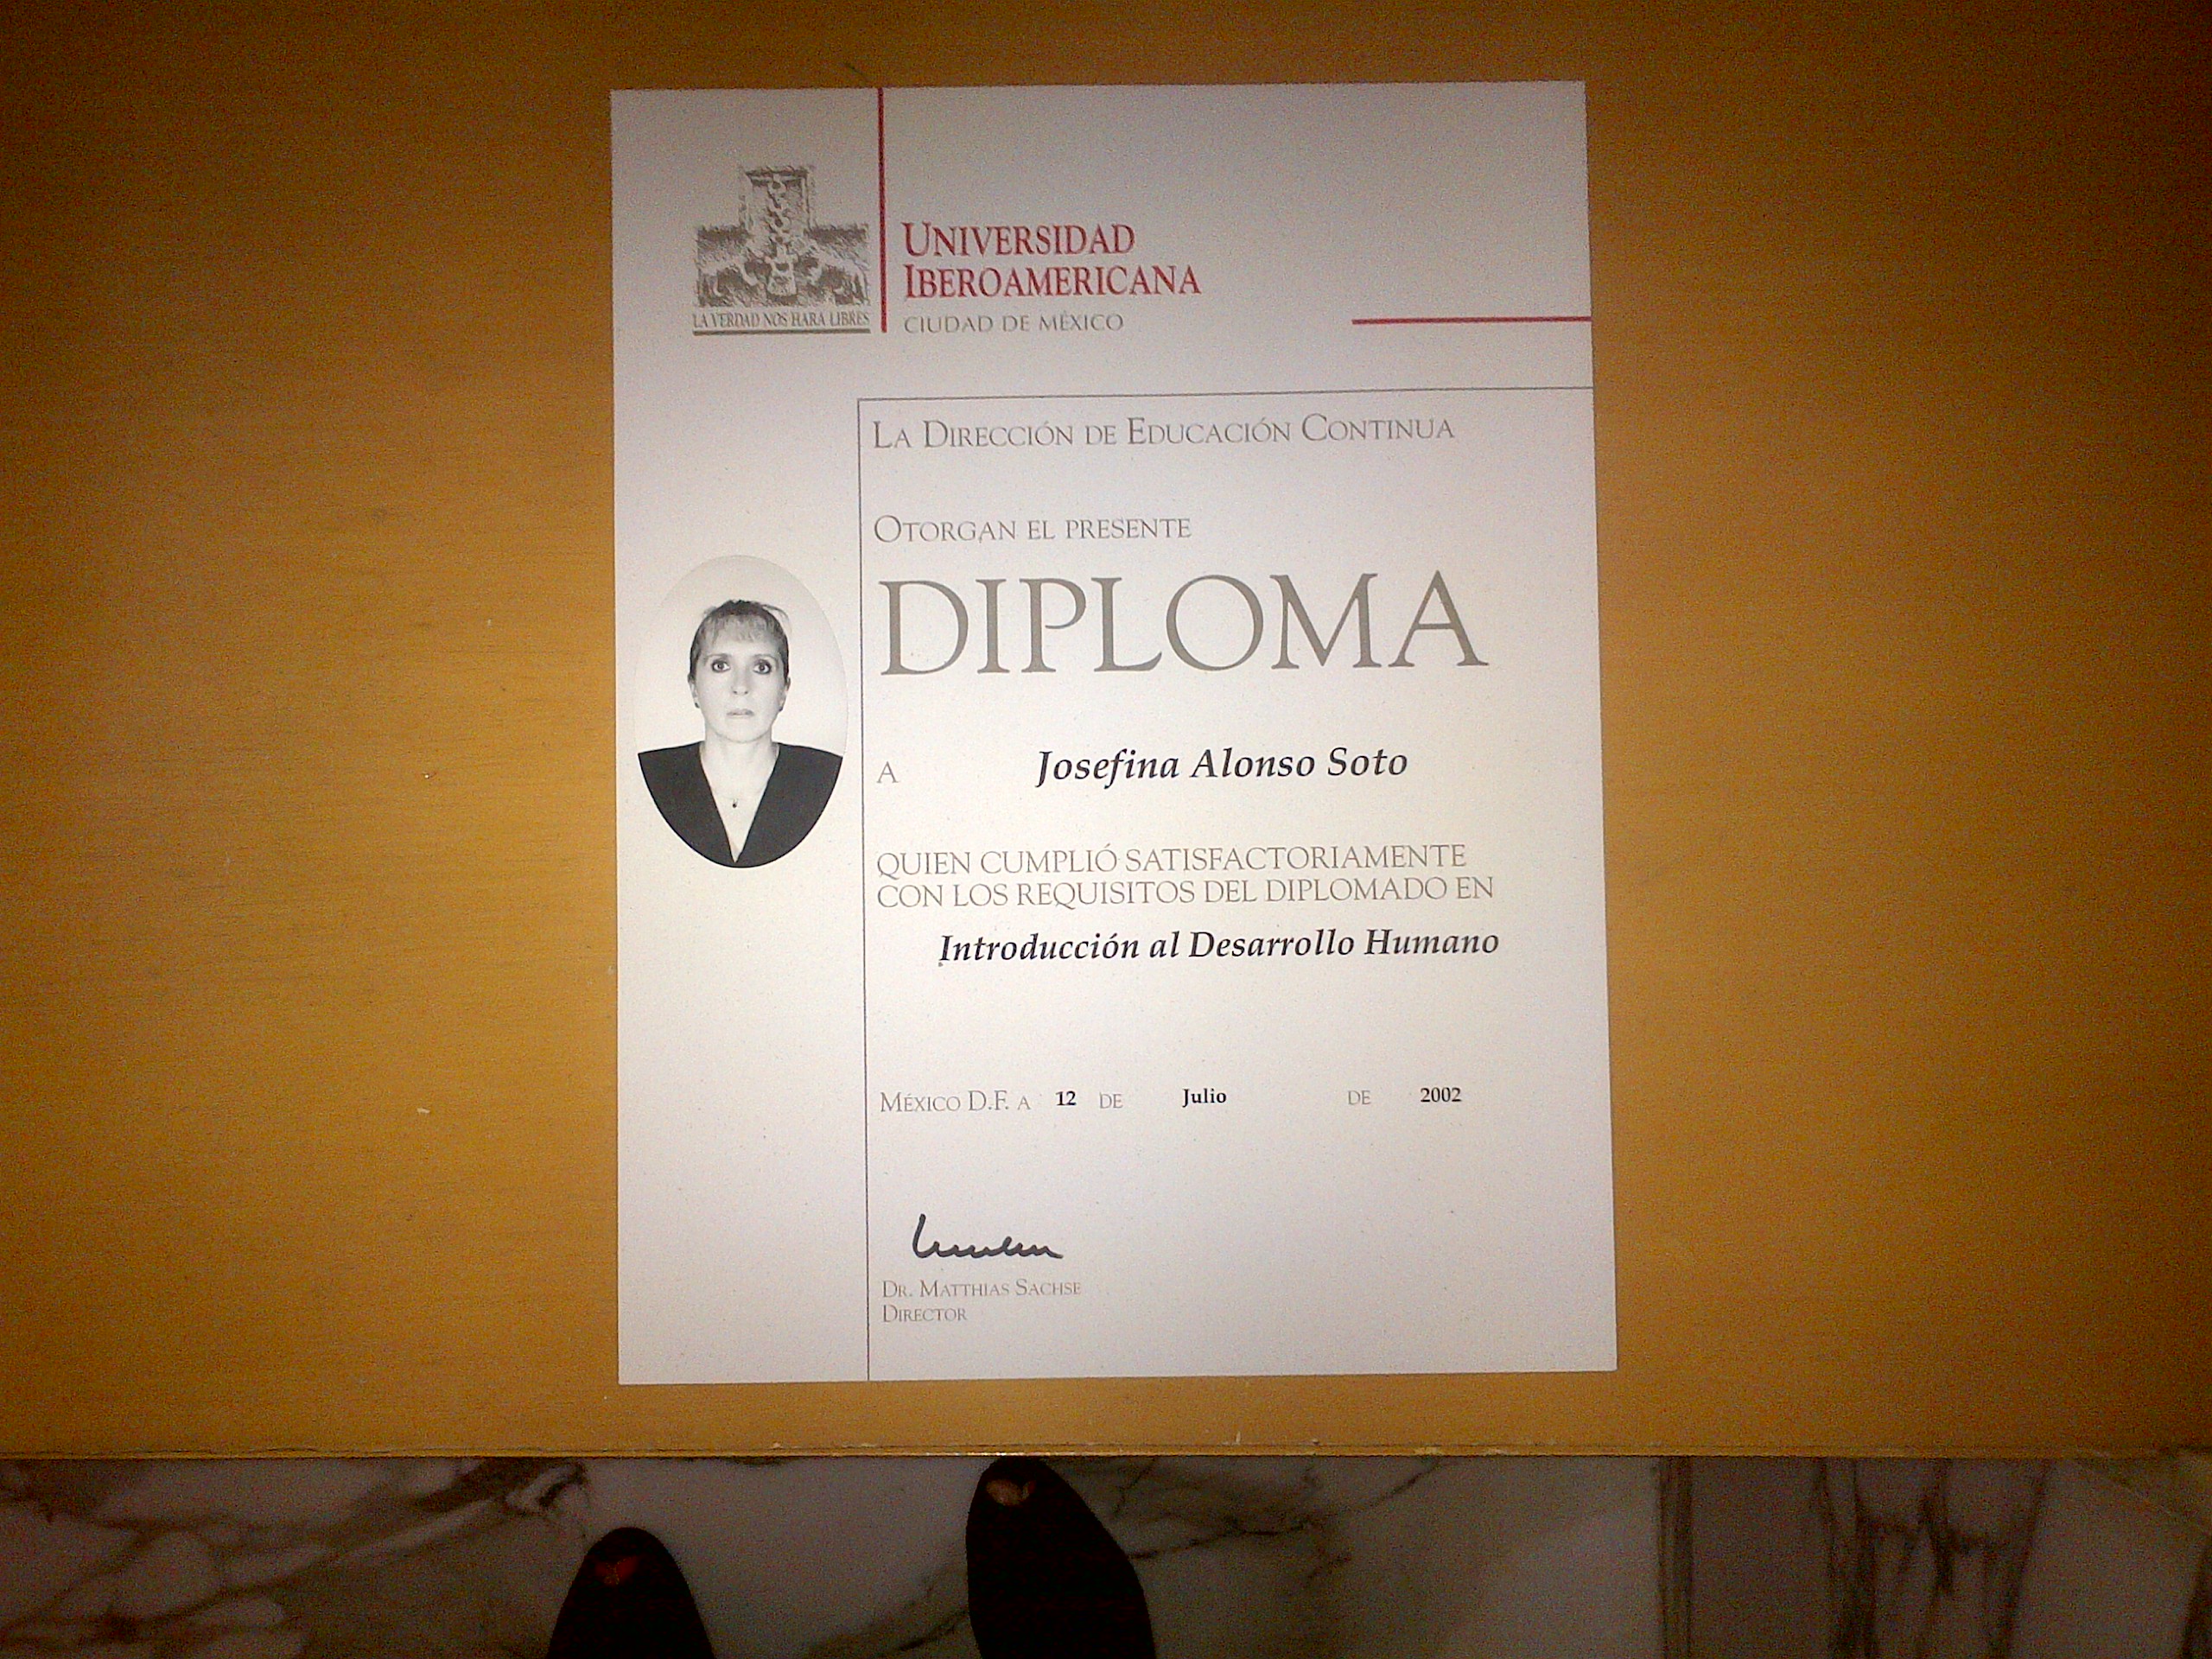 LA VERDAD NOS HARA LIBRES
UNIVERSIDAD
IBEROAMERICANA
CIUDAD DE MÉXICO
LA DIRECCIÓN DE EDUCACIÓN CONTINUA
OTORGAN EL PRESENTE
DIPLOMA
A Josefina Alonso Soto
QUIEN CUMPLIÓ SATISFACTORIAMENTE
CON LOS REQUISITOS DEL DIPLOMADO EN
Introducción al Desarrollo Humano
MÉXICO D.F. A 12 DE Julio DE 2002
DR. MATTHIAS SACHSE
DIRECTOR